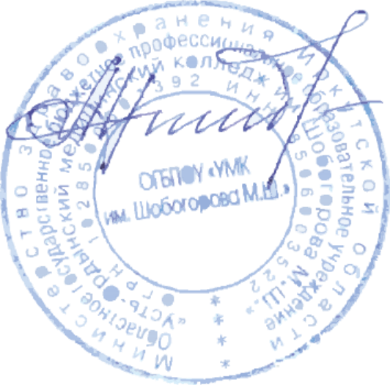 Министерство здравоохранения Иркутской области
Областное государственное бюджетное профессиональное образовательное учреждение
«Усть-Ордынский медицинский колледж им. Шобогорова М.Ш.»
ОГБПОУ «УМК
им. Шобогорова М.Ш.»